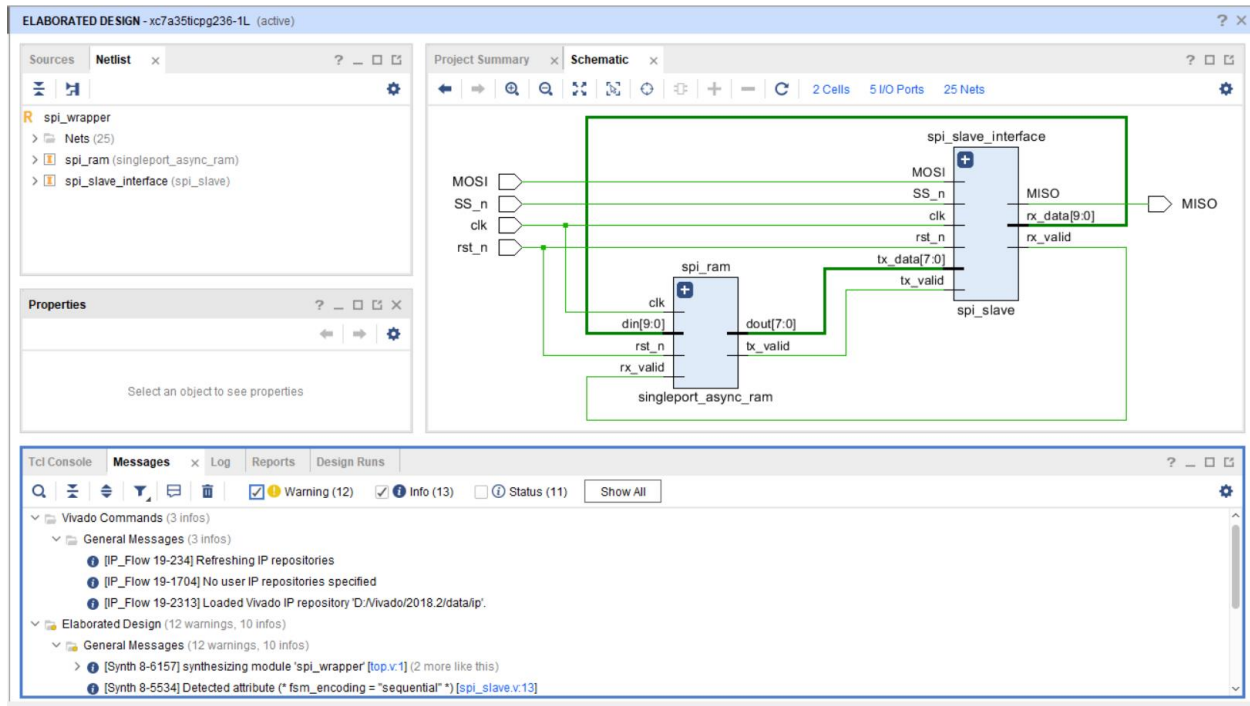 ELABORATED DESIGN - xc7a35ticpg236-1L (active)
Sources Netlist
spi_wrapper
Nets (25)
spi_ram (singleport_async_ram)
spi_slave_interface (spi_slave)
Properties
Select an object to see properties
Project Summary Schematic
2 Cells 5 I/O Ports 25 Nets
spi_slave_interface
MOSI
SS_n
clk
rst_n
MOSI
SS_n
clk
rst_n
tx_data[7:0]
tx_valid
MISO
rx_data[9:0]
rx_valid
MISO
spi_slave
spi_ram
clk
din[9:0]
rst_n
rx_valid
dout[7:0]
tx_valid
singleport_async_ram
Tcl Console Messages Log Reports Design Runs
Warning (12) Info (13) Status (11) Show All
Vivado Commands (3 infos)
General Messages (3 infos)
[IP_Flow 19-234] Refreshing IP repositories
[IP_Flow 19-1704] No user IP repositories specified
[IP_Flow 19-2313] Loaded Vivado IP repository 'D:/Vivado/2018.2/data/ip'.
Elaborated Design (12 warnings, 10 infos)
General Messages (12 warnings, 10 infos)
[Synth 8-6157] synthesizing module 'spi_wrapper' [top.v:1] (2 more like this)
[Synth 8-5534] Detected attribute (* fsm_encoding = "sequential" *) [spi_slave.v:13]